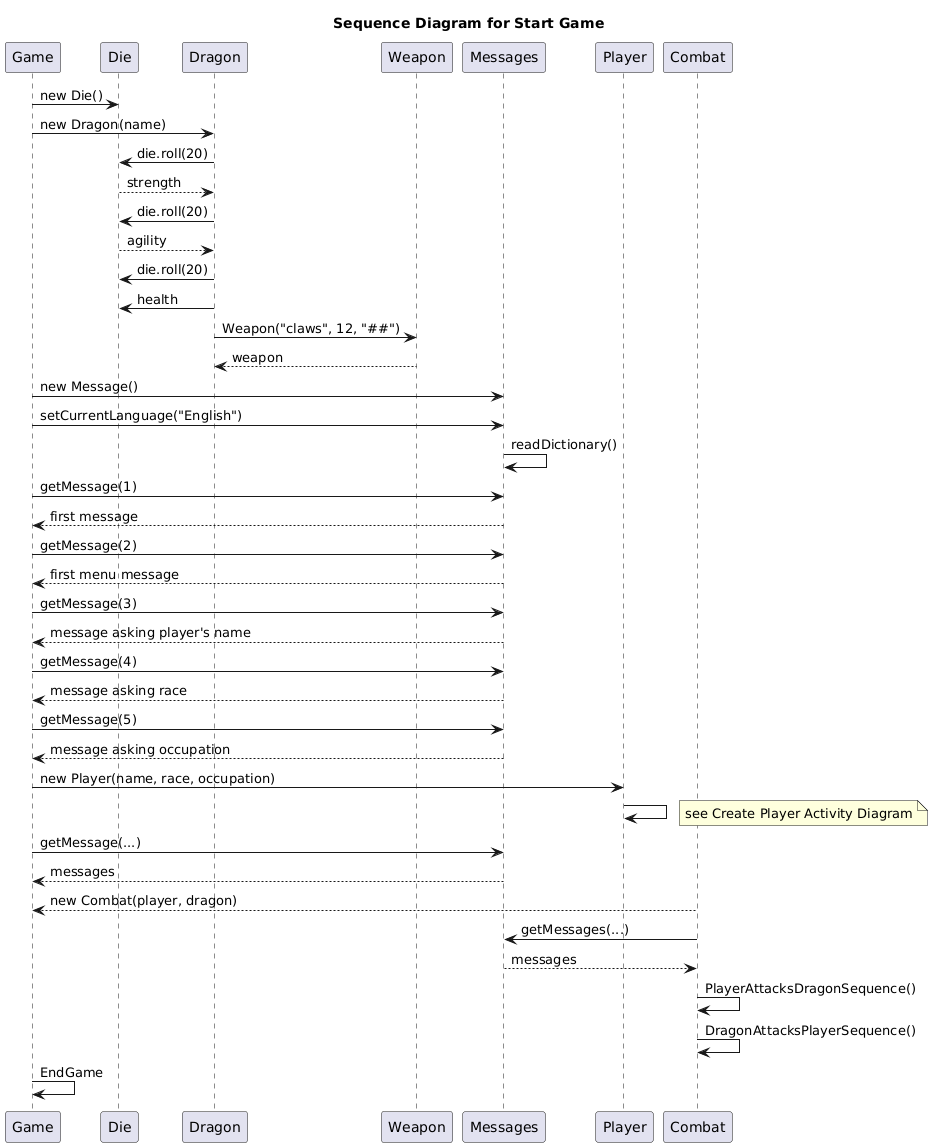 Sequence Diagram for Start Game
Game Die Dragon Weapon Messages Player Combat
new Die()
new Dragon(name)
die.roll(20)
strength
die.roll(20)
agility
die.roll(20)
health
Weapon("claws", 12, "##")
weapon
new Message()
setCurrentLanguage("English")
readDictionary()
getMessage(1)
first message
getMessage(2)
first menu message
getMessage(3)
message asking player's name
getMessage(4)
message asking race
getMessage(5)
message asking occupation
new Player(name, race, occupation)
see Create Player Activity Diagram
getMessage(...)
messages
new Combat(player, dragon)
getMessages(...)
messages
PlayerAttacksDragonSequence()
DragonAttacksPlayerSequence()
EndGame
Game Die Dragon Weapon Messages Player Combat